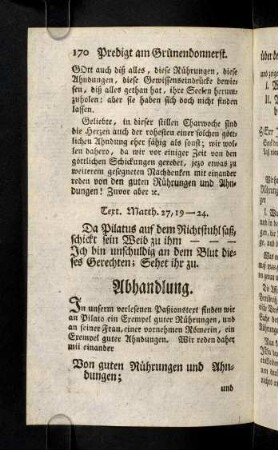 170 Predigt am Grünendonnerst.
GOtt auch diß alles, diese Rührungen, diese
Ahndungen, diese Gewissenseindrücke bewie-
sen, diß alles gethan hat, ihre Seelen herum-
zuholen: aber sie haben sich doch nicht finden
lassen.
Geliebte, in dieser stillen Charwoche sind
die Herzen auch der rohesten einer solchen gött-
lichen Ahndung eher fähig als sonst; wir wol-
len dahero, da wir vor einiger Zeit von den
göttlichen Schickungen geredet, jezo etwas zu
weiterem gesegneten Nachdenken mit einander
reden von den guten Rührungen und Ahn-
dungen! Zuvor aber ꝛc.
Text. Matth. 27, 19—24.
Da Pilatus auf dem Richtstuhl saß,
schickt sein Weib zu ihm — — —
Ich bin unschuldig an dem Blut die-
ses Gerechten; Sehet ihr zu.
Abhandlung.
In unserm verlesenen Paßionstext finden wir
an Pilato ein Exempel guter Rührungen, und
an seiner Frau, einer vornehmen Römerin, ein
Exempel guter Ahndungen. Wir reden daher
mit einander
Von guten Rührungen und Ahn-
dungen;
und